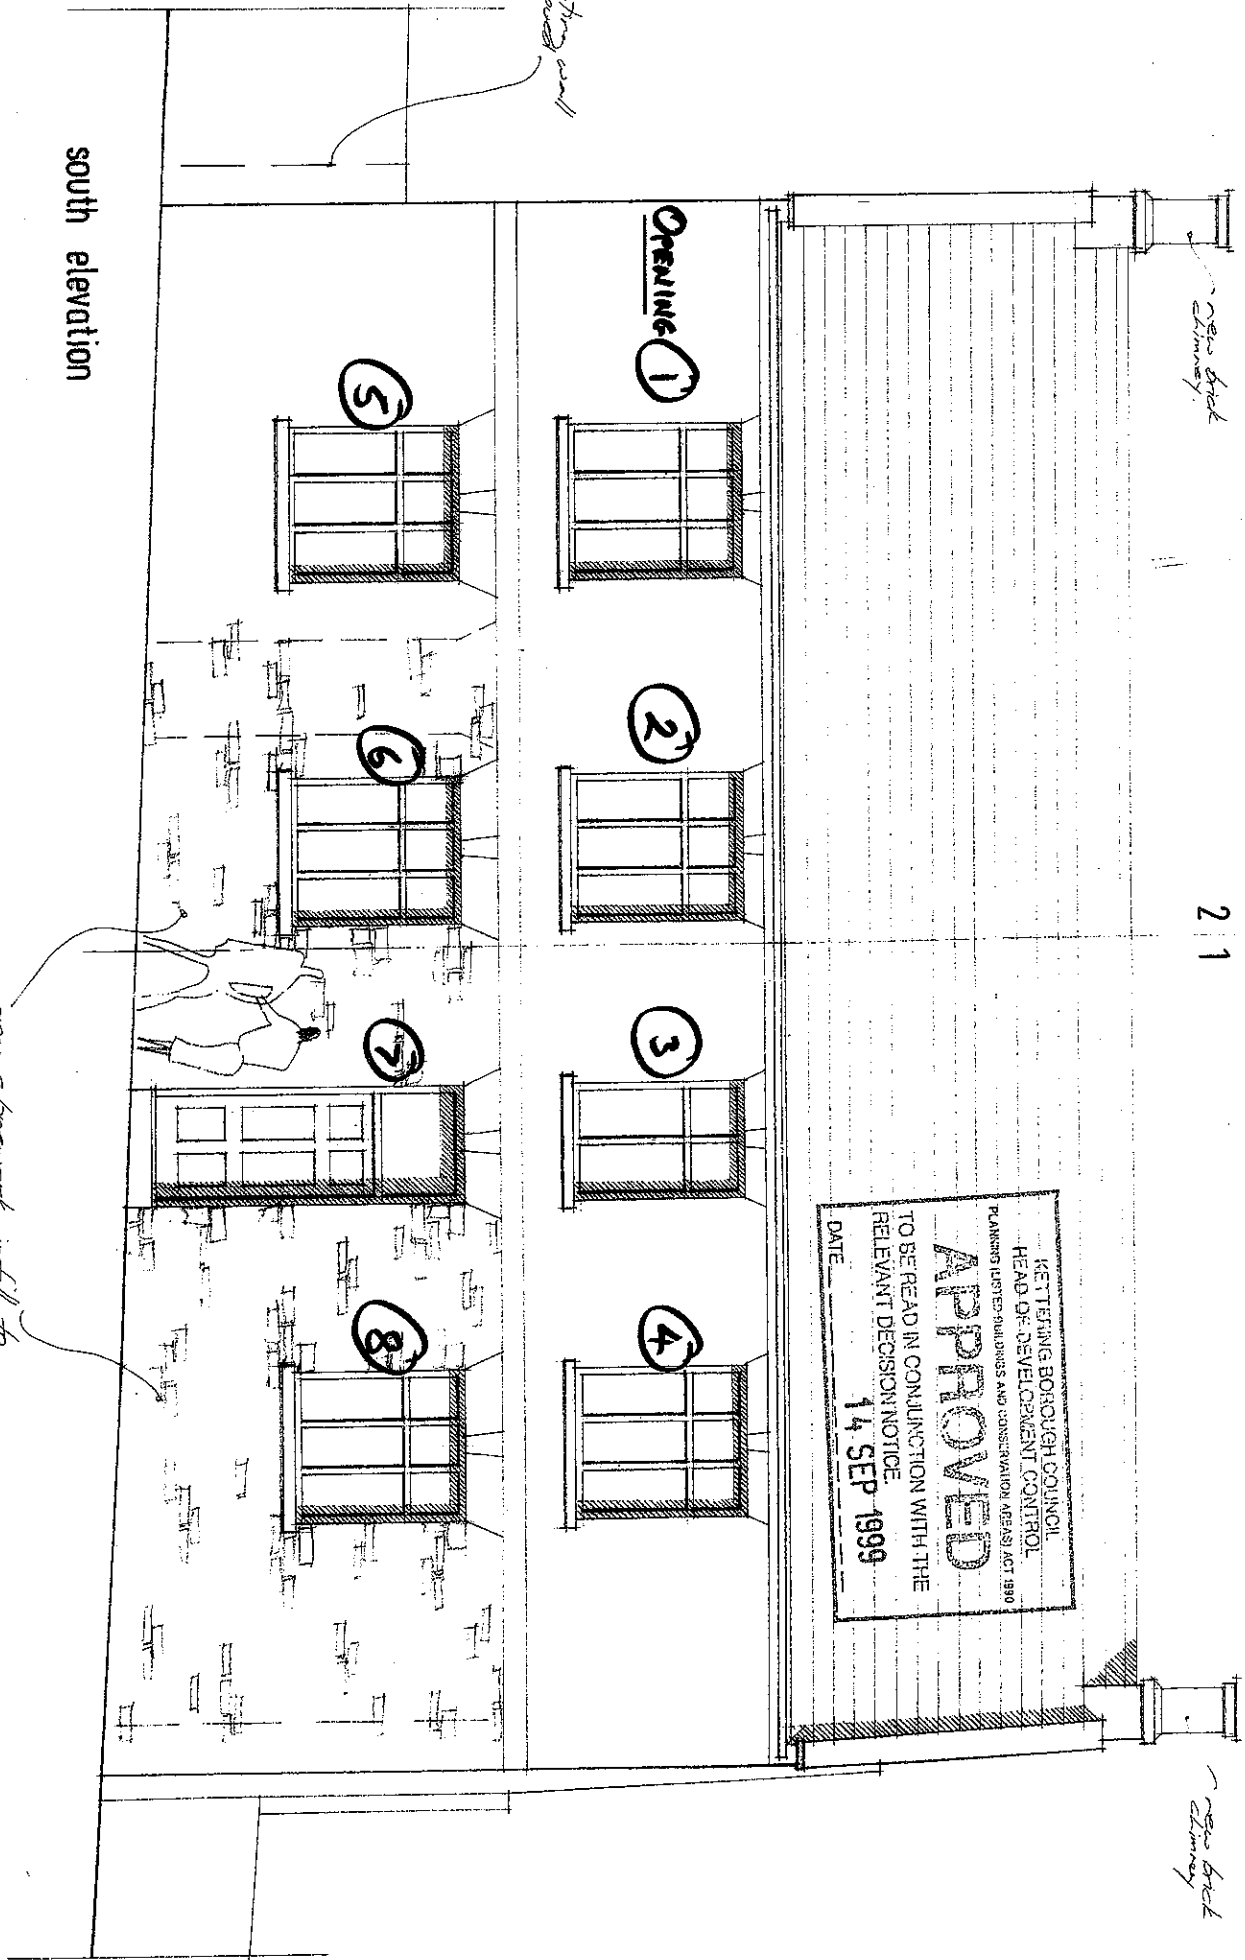 new brick
chimney
2 1
new brick
chimney
KETTERING BOROUGH COUNCIL
HEAD OF DEVELOPMENT CONTROL
PLANNING (LISTED BUILDINGS AND CONSERVATION AREAS) ACT 1990
APPROVED
TO BE READ IN CONJUNCTION WITH THE
RELEVANT DECISION NOTICE.
DATE 14 SEP 1999
OPENING 1
2
3
4
5
6
7
8
wall
south elevation